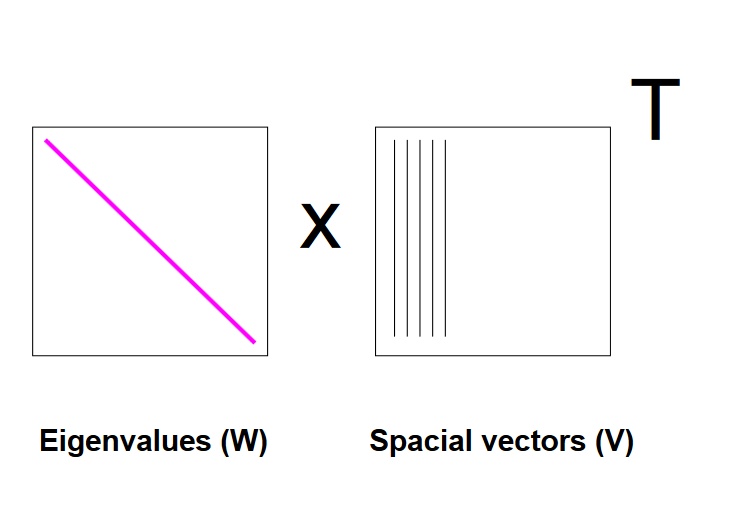 T
X
Eigenvalues (W)
Spacial vectors (V)